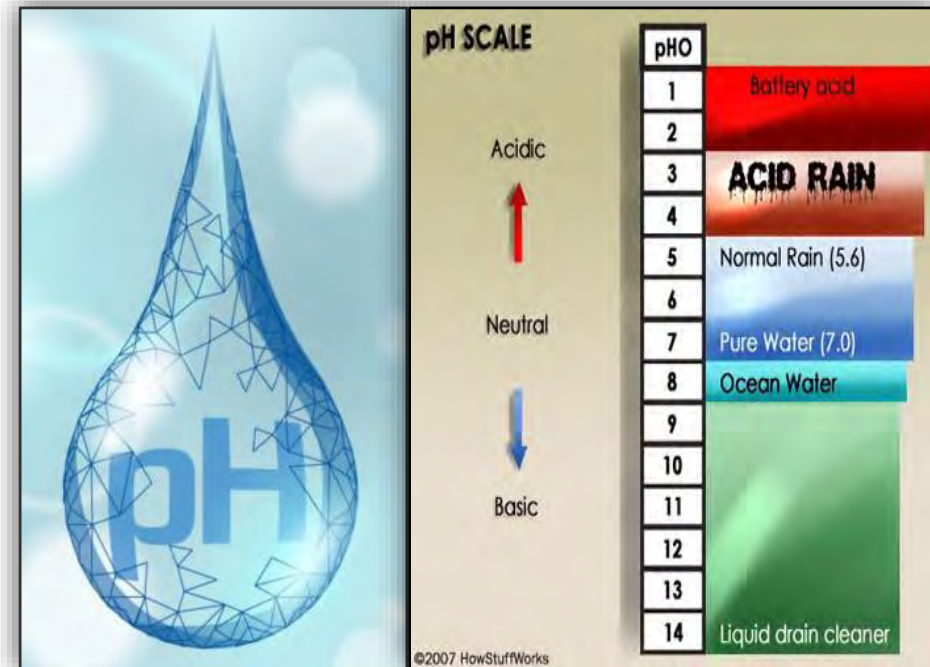 pH
pH SCALE
Acidic
Neutral
Basic
pHO
1
2
3
4
5
6
7
8
9
10
11
12
13
14
Battery acid
ACID RAIN
Normal Rain (5.6)
Pure Water (7.0)
Ocean Water
Liquid drain cleaner
©2007 HowStuffWorks